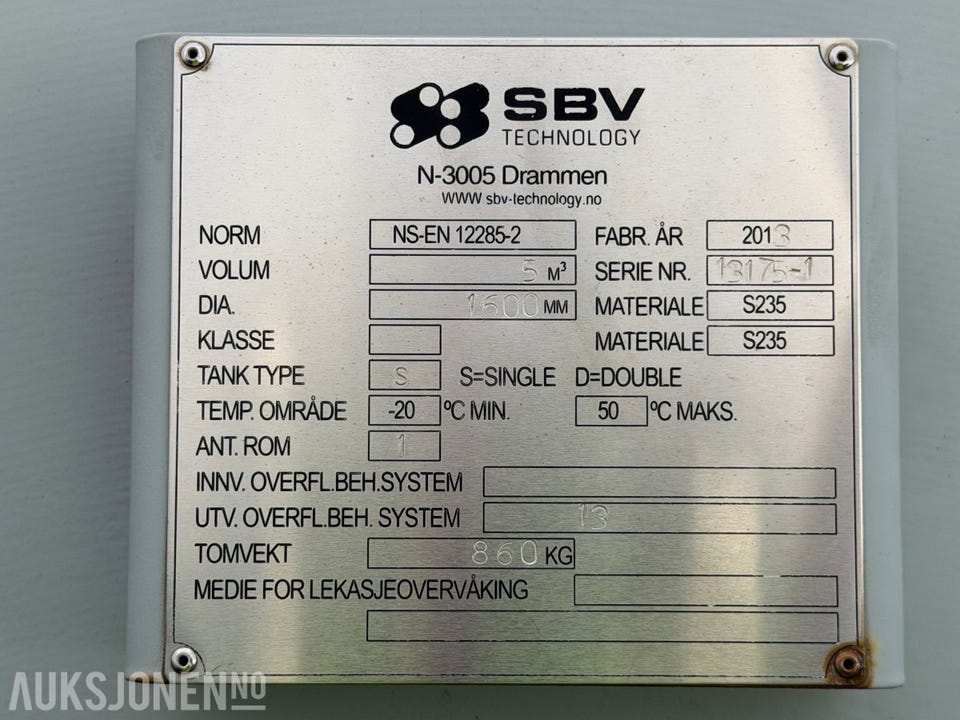 SBV
TECHNOLOGY
N-3005 Drammen
WWW sbv-technology.no
NORM NS-EN 12285-2 FABR. ÅR 2013
VOLUM 5 M³ SERIE NR. 13175-1
DIA. 1600 MM MATERIALE S235
KLASSE MATERIALE S235
TANK TYPE S S=SINGLE D=DOUBLE
TEMP. OMRÅDE -20 ºC MIN. 50 ºC MAKS.
ANT. ROM 1
INNV. OVERFL.BEH.SYSTEM
UTV. OVERFL.BEH. SYSTEM 13
TOMVEKT 860 KG
MEDIE FOR LEKASJEOVERVÅKING
AUKSJONEN.NO